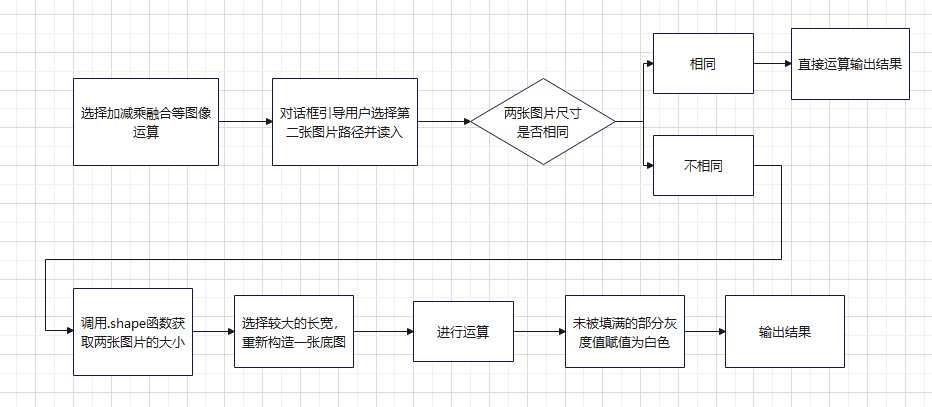 选择加减乘融合等图像
运算
对话框引导用户选择第
二张图片路径并读入
两张图片尺寸
是否相同
相同
直接运算输出结果
不相同
调用.shape函数获
取两张图片的大小
选择较大的长宽，
重新构造一张底图
进行运算
未被填满的部分灰
度值赋值为白色
输出结果